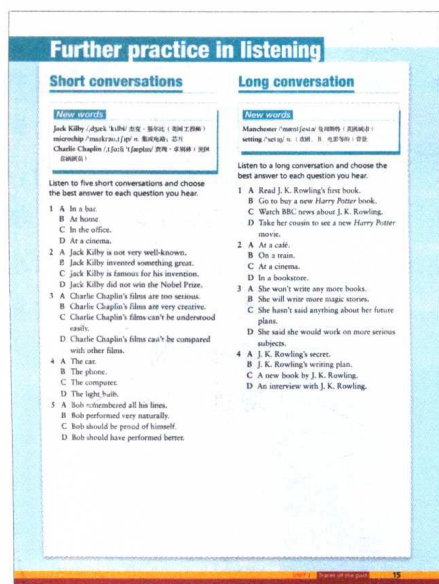 Further practice in listening
Short conversations
New words
Jack Kilby /ˌdʒæk ˈkɪlbi/ 杰克·基尔比（美国工程师）
microchip /ˈmaɪkrəʊˌtʃɪp/ n. 集成电路；芯片
Charlie Chaplin /ˌtʃɑːli ˈtʃæplɪn/ 查理·卓别林（英国
喜剧演员）
Listen to five short conversations and choose
the best answer to each question you hear.
1 A In a bar.
B At home.
C In the office.
D At a cinema.
2 A Jack Kilby is not very well-known.
B Jack Kilby invented something great.
C Jack Kilby is famous for his invention.
D Jack Kilby did not win the Nobel Prize.
3 A Charlie Chaplin's films are too serious.
B Charlie Chaplin's films are very creative.
C Charlie Chaplin's films can't be understood
easily.
D Charlie Chaplin's films can't be compared
with other films.
4 A The car.
B The phone.
C The computer.
D The light bulb.
5 A Bob remembered all his lines.
B Bob performed very naturally.
C Bob should be proud of himself.
D Bob should have performed better.
Long conversation
New words
Manchester /ˈmæntʃestə/ 曼彻斯特（英国城市）
setting /ˈsetɪŋ/ n.（戏剧、书、电影等的）背景
Listen to a long conversation and choose the
best answer to each question you hear.
1 A Read J. K. Rowling's first book.
B Go to buy a new Harry Potter book.
C Watch BBC news about J. K. Rowling.
D Take her cousin to see a new Harry Potter
movie.
2 A At a café.
B On a train.
C At a cinema.
D In a bookstore.
3 A She won't write any more books.
B She will write more magic stories.
C She hasn't said anything about her future
plans.
D She said she would work on more serious
subjects.
4 A J. K. Rowling's secret.
B J. K. Rowling's writing plan.
C A new book by J. K. Rowling.
D An interview with J. K. Rowling.
Traces of the past
15